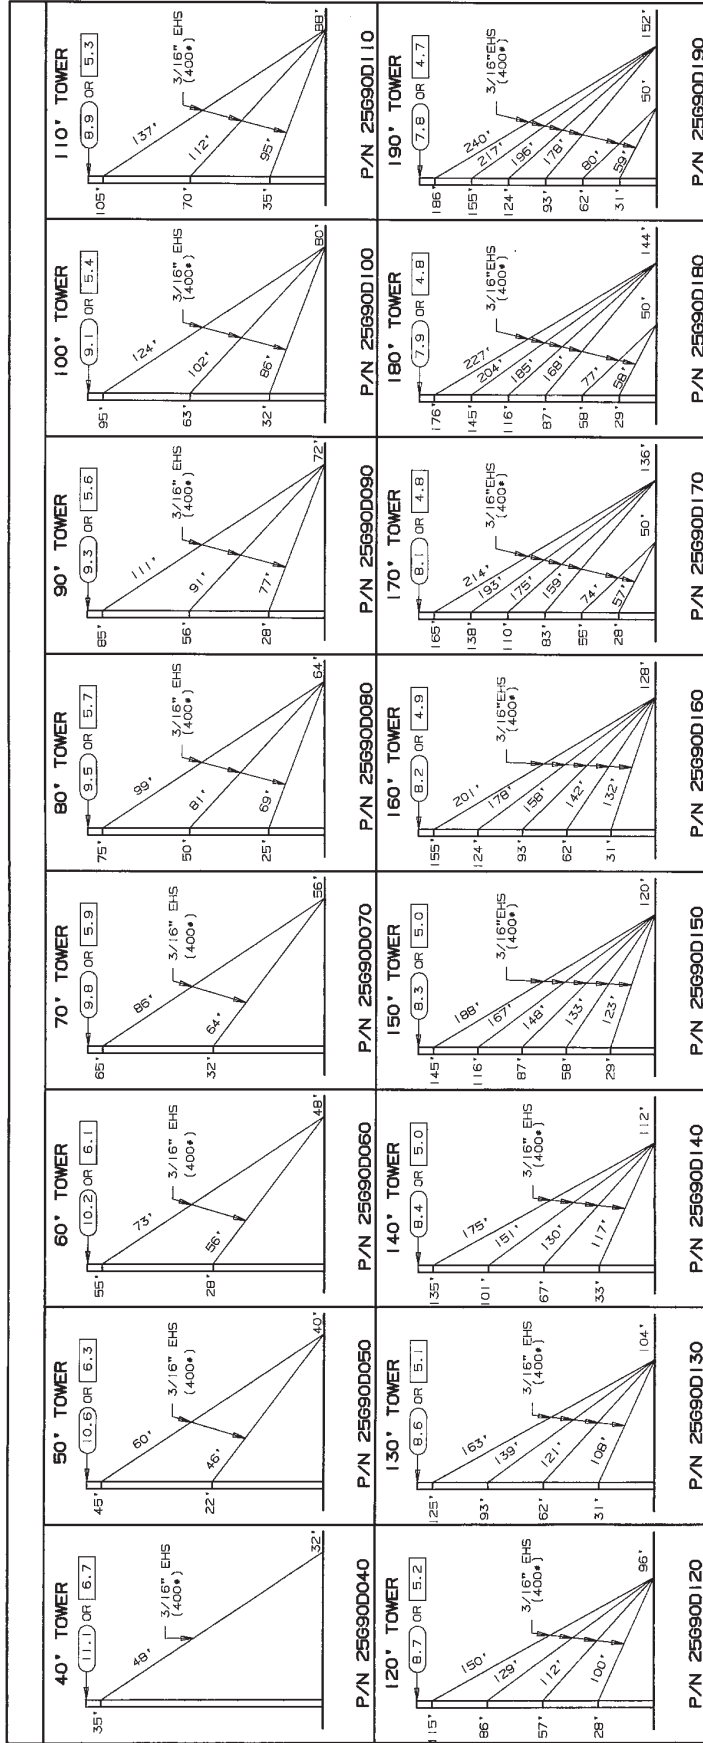 40' TOWER
11.1 OR 6.7
35'
48'
3/16" EHS
(400#)
32'
P/N 25G90D040
50' TOWER
10.6 OR 6.3
45'
60'
3/16" EHS
(400#)
22'
46'
40'
P/N 25G90D050
60' TOWER
10.2 OR 6.1
55'
73'
3/16" EHS
(400#)
28'
56'
48'
P/N 25G90D060
70' TOWER
9.8 OR 5.9
65'
86'
3/16" EHS
(400#)
32'
64'
56'
P/N 25G90D070
80' TOWER
9.5 OR 5.7
75'
99'
3/16" EHS
(400#)
50'
81'
25'
69'
64'
P/N 25G90D080
90' TOWER
9.3 OR 5.6
85'
111'
3/16" EHS
(400#)
56'
91'
28'
77'
72'
P/N 25G90D090
100' TOWER
9.1 OR 5.4
95'
124'
3/16" EHS
(400#)
63'
102'
32'
86'
80'
P/N 25G90D100
110' TOWER
8.9 OR 5.3
105'
137'
3/16" EHS
(400#)
70'
112'
35'
95'
88'
P/N 25G90D110
120' TOWER
8.7 OR 5.2
115'
150'
3/16" EHS
(400#)
86'
129'
57'
112'
28'
100'
96'
P/N 25G90D120
130' TOWER
8.6 OR 5.1
125'
163'
3/16" EHS
(400#)
93'
139'
62'
121'
31'
108'
104'
P/N 25G90D130
140' TOWER
8.4 OR 5.0
135'
175'
3/16" EHS
(400#)
101'
151'
67'
130'
33'
117'
112'
P/N 25G90D140
150' TOWER
8.3 OR 5.0
145'
188'
3/16"EHS
(400#)
116'
167'
87'
148'
58'
133'
29'
123'
120'
P/N 25G90D150
160' TOWER
8.2 OR 4.9
155'
201'
3/16"EHS
(400#)
124'
178'
93'
158'
62'
142'
31'
132'
128'
P/N 25G90D160
170' TOWER
8.1 OR 4.8
165'
214'
3/16"EHS
(400#)
138'
193'
110'
175'
83'
159'
55'
74'
28'
57'
50'
136'
P/N 25G90D170
180' TOWER
7.9 OR 4.8
176'
227'
3/16"EHS
(400#)
145'
204'
116'
185'
87'
168'
58'
77'
29'
58'
50'
144'
P/N 25G90D180
190' TOWER
7.8 OR 4.7
186'
240'
3/16"EHS
(400#)
155'
217'
124'
196'
93'
178'
62'
80'
31'
59'
50'
152'
P/N 25G90D190